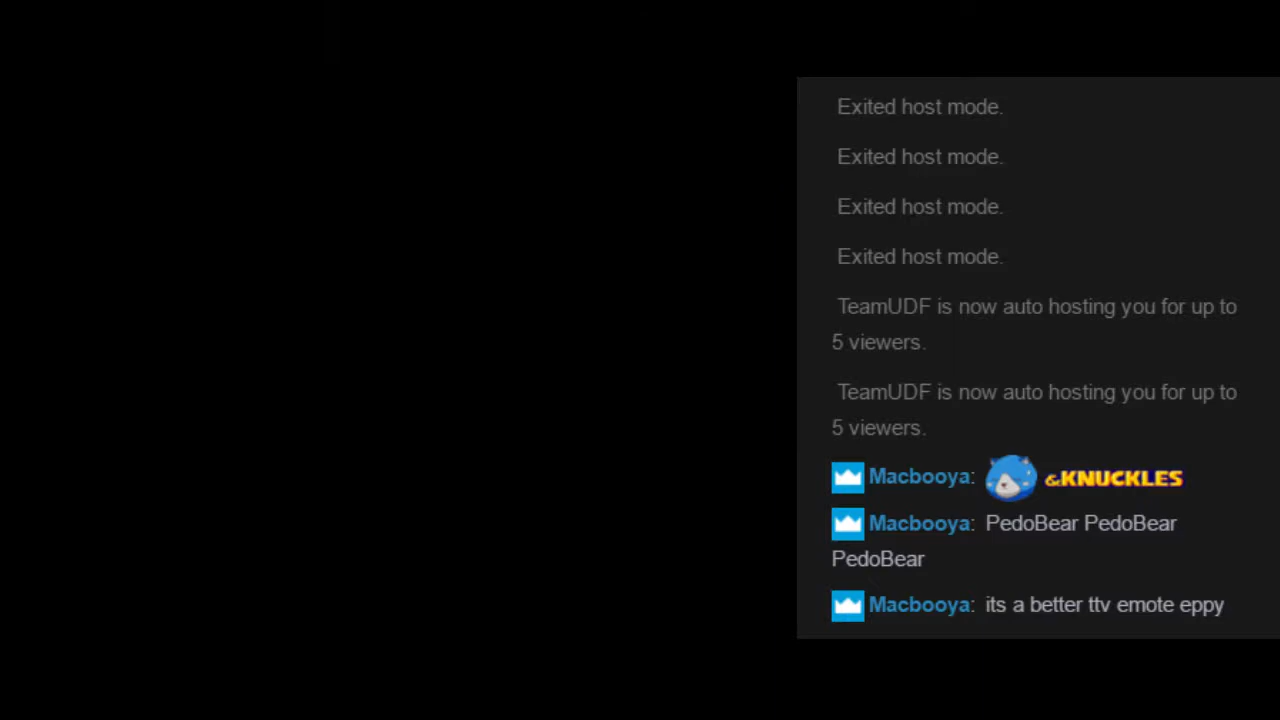 Exited host mode.
Exited host mode.
Exited host mode.
Exited host mode.
TeamUDF is now auto hosting you for up to
5 viewers.
TeamUDF is now auto hosting you for up to
5 viewers.
Macbooya: &KNUCKLES
Macbooya: PedoBear PedoBear
PedoBear
Macbooya: its a better ttv emote eppy